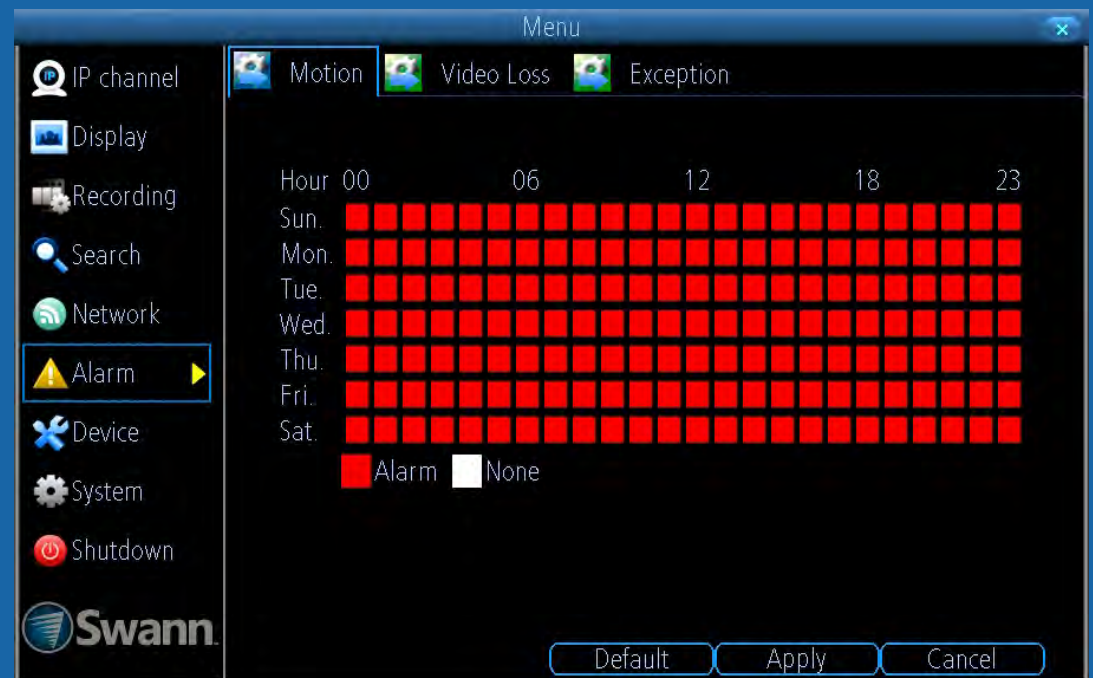 Menu
IP channel
Display
Recording
Search
Network
Alarm
Device
System
Shutdown
Swann
Motion Video Loss Exception
Hour 00 06 12 18 23
Sun.
Mon.
Tue.
Wed.
Thu.
Fri.
Sat.
Alarm None
Default Apply Cancel